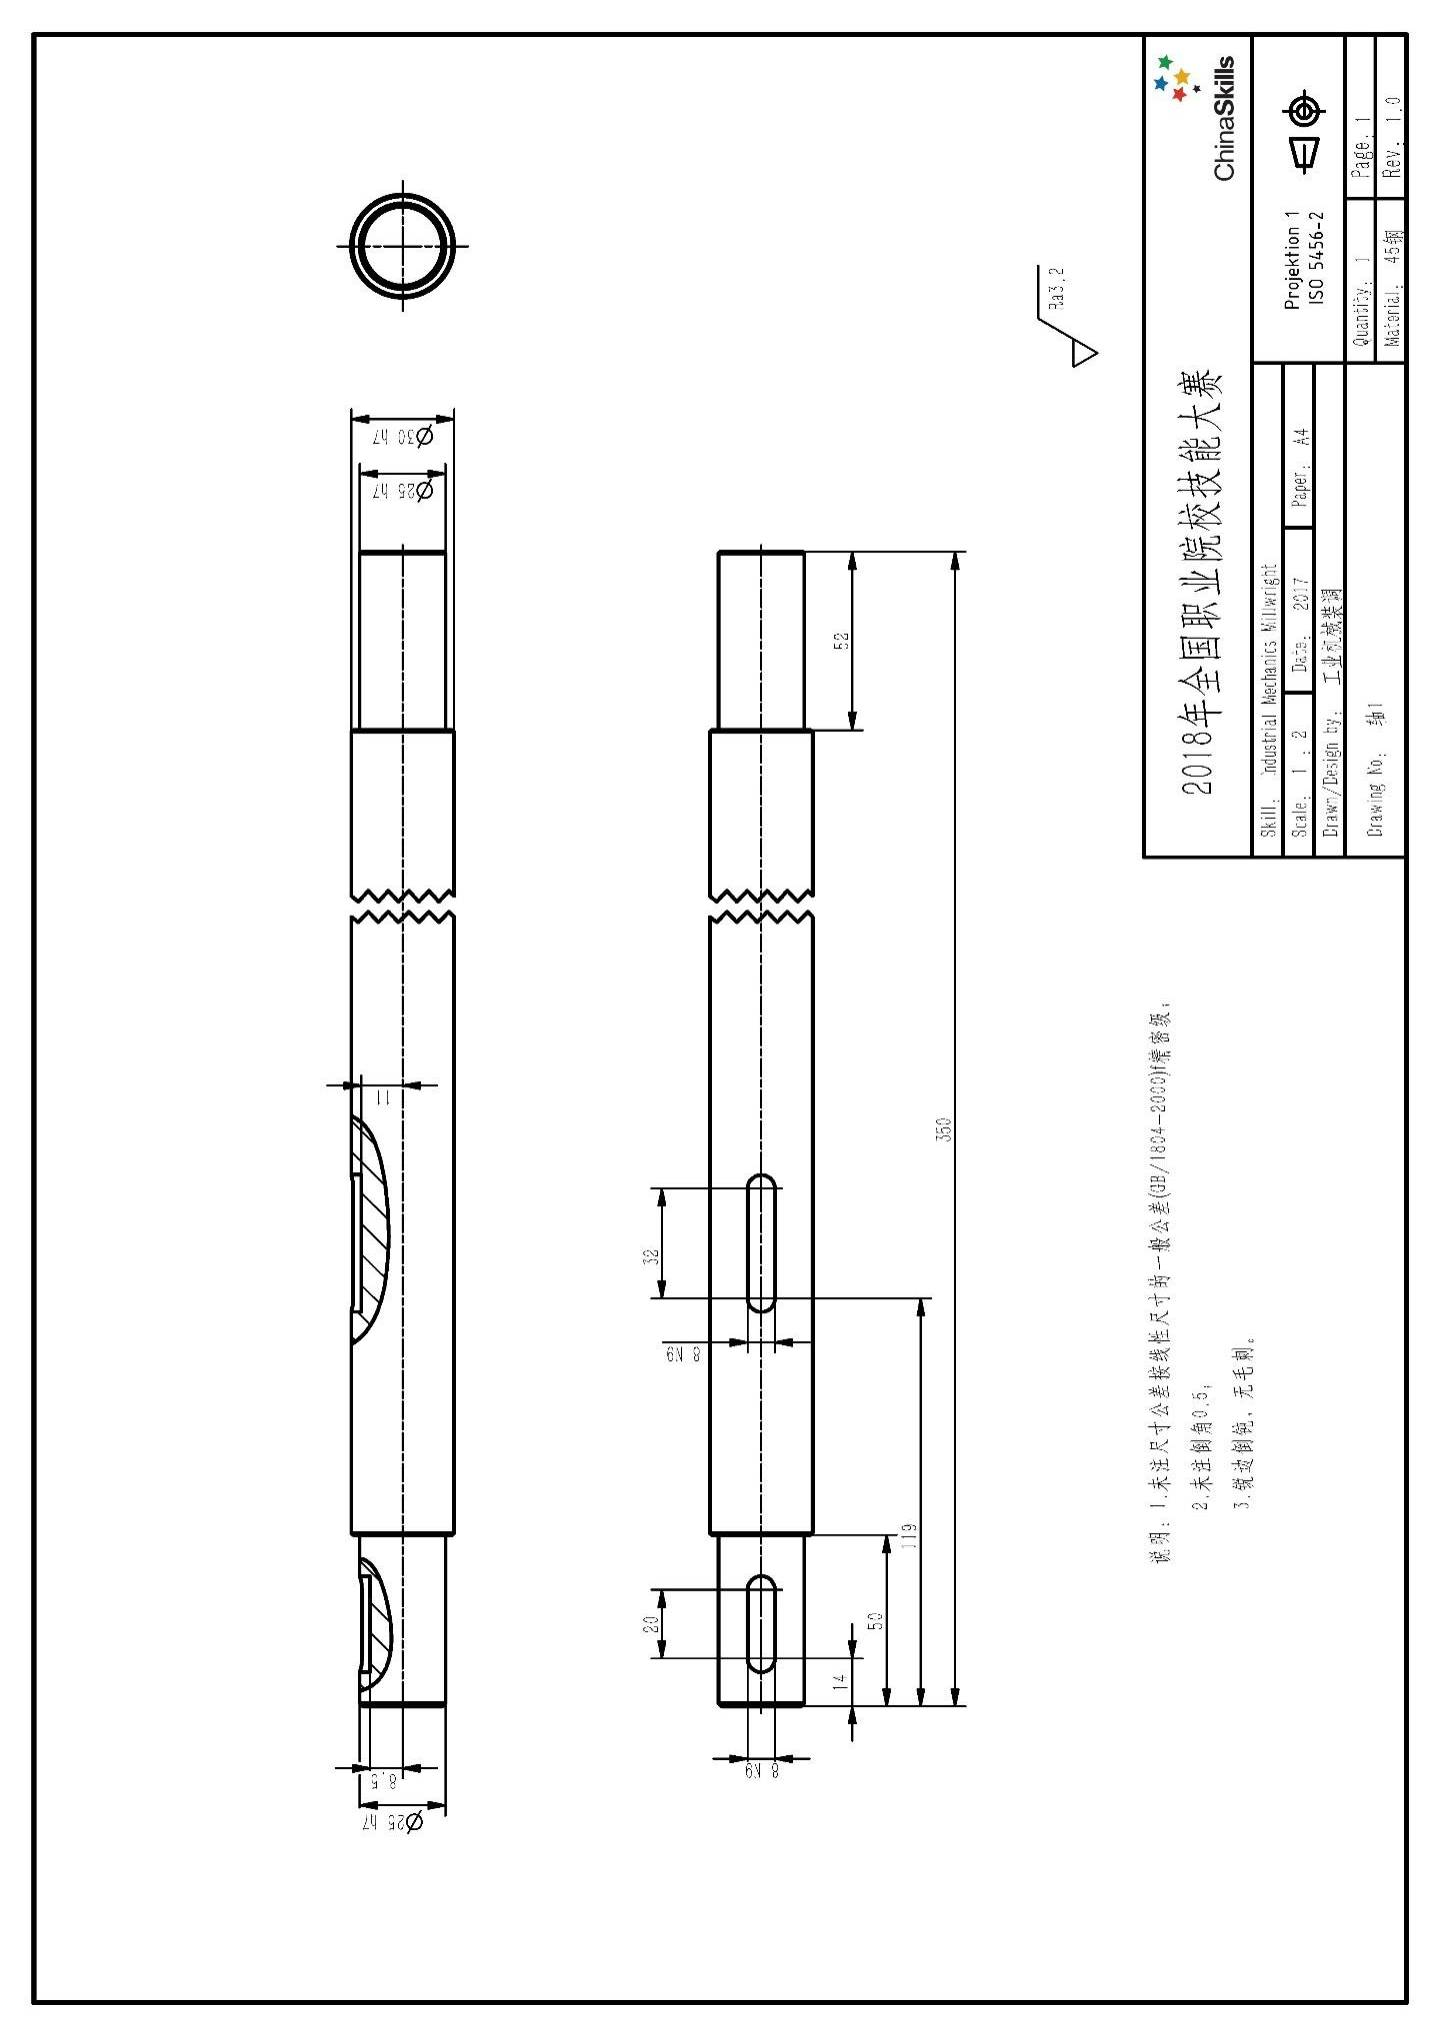 Ø30 h7
Ø25 h7
11
8.5
Ø25 h7
52
32
8 N9
20
8 N9
14
50
119
350
Ra3.2
说明：1.未注尺寸公差按线性尺寸的一般公差(GB/1804-2000)f精密级；
2.未注倒角0.5；
3.锐边倒钝，无毛刺。
2018年全国职业院校技能大赛
ChinaSkills
Skill: Industrial Mechanics Millwright
Scale: 1 : 2 Date: 2017 Paper: A4
Drawn/Design by: 工业机械装调
Projektion 1
ISO 5456-2
Drawing No: 轴1
Quantity: 1 Page: 1
Material: 45钢 Rev: 1.0